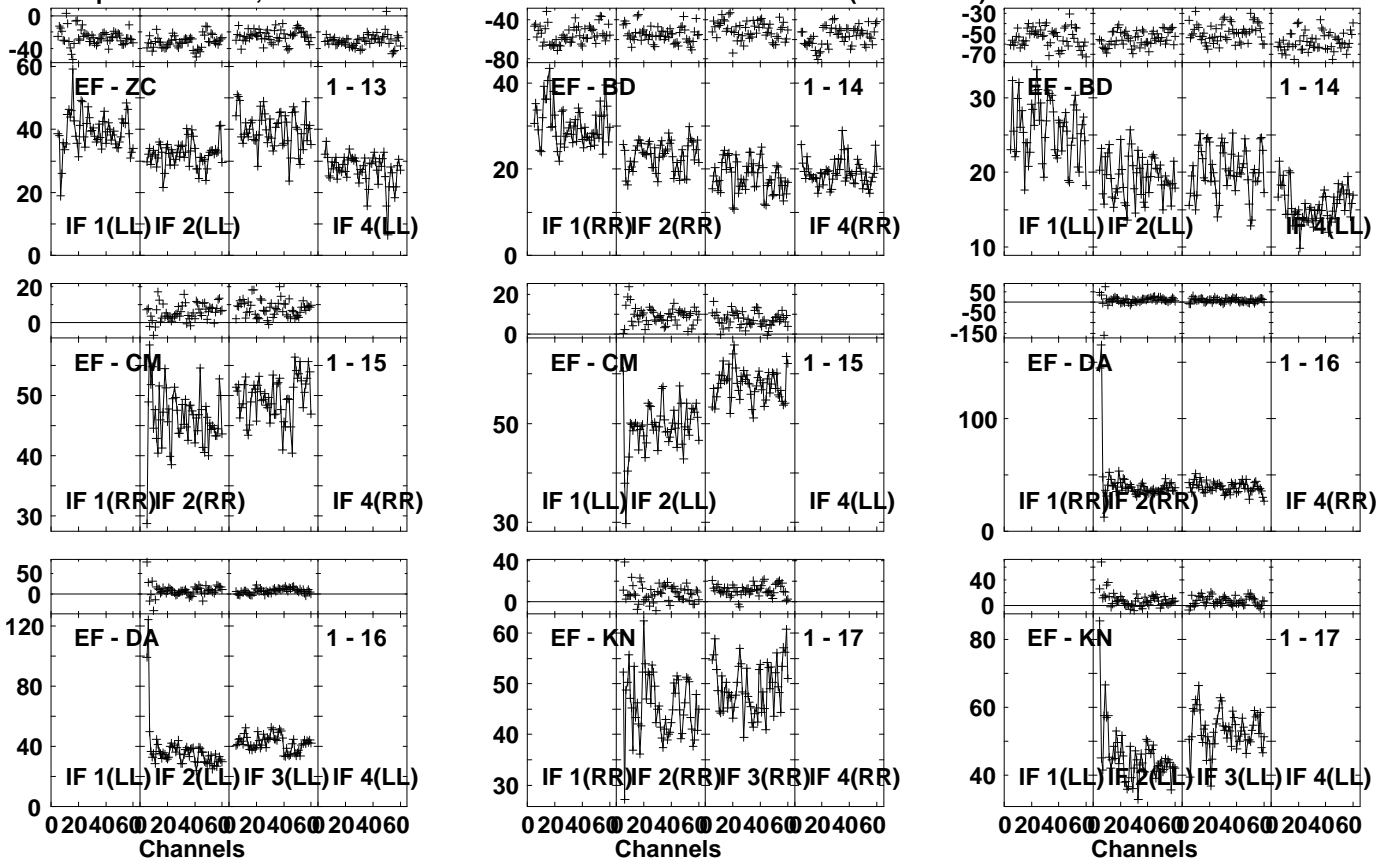 0
-40
60
40
20
0
EF - ZC
1 - 13
IF 1(LL)
IF 2(LL)
IF 4(LL)
-40
-80
40
20
0
EF - BD
1 - 14
IF 1(RR)
IF 2(RR)
IF 4(RR)
-30
-50
-70
30
20
10
EF - BD
1 - 14
IF 1(LL)
IF 2(LL)
IF 4(LL)
20
0
50
40
30
EF - CM
1 - 15
IF 1(RR)
IF 2(RR)
IF 4(RR)
20
0
50
30
EF - CM
1 - 15
IF 1(LL)
IF 2(LL)
IF 4(LL)
50
-50
-150
100
0
EF - DA
1 - 16
IF 1(RR)
IF 2(RR)
IF 4(RR)
50
0
120
80
40
0
EF - DA
1 - 16
IF 1(LL)
IF 2(LL)
IF 3(LL)
IF 4(LL)
40
0
60
50
40
30
EF - KN
1 - 17
IF 1(RR)
IF 2(RR)
IF 3(RR)
IF 4(RR)
40
0
80
60
40
EF - KN
1 - 17
IF 1(LL)
IF 2(LL)
IF 3(LL)
IF 4(LL)
0 204060 0 204060 0 204060 0 204060
Channels
0 204060 0 204060 0 204060 0 204060
Channels
0 204060 0 204060 0 204060 0 204060
Channels